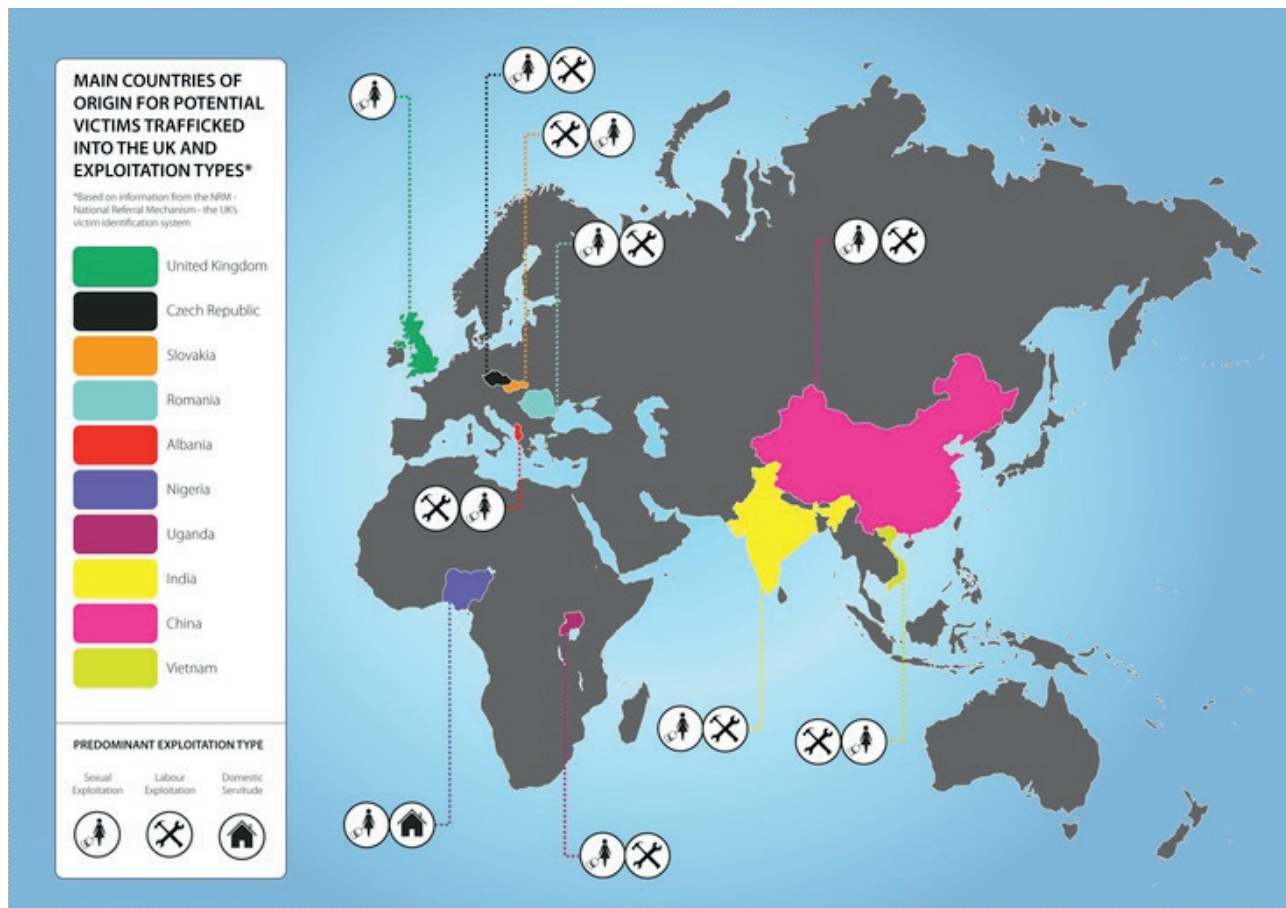 MAIN COUNTRIES OF
ORIGIN FOR POTENTIAL
VICTIMS TRAFFICKED
INTO THE UK AND
EXPLOITATION TYPES*
*Based on information from the NRM -
National Referral Mechanism - the UK's
victim identification system
United Kingdom
Czech Republic
Slovakia
Romania
Albania
Nigeria
Uganda
India
China
Vietnam
PREDOMINANT EXPLOITATION TYPE
Sexual
Exploitation
Labour
Exploitation
Domestic
Servitude